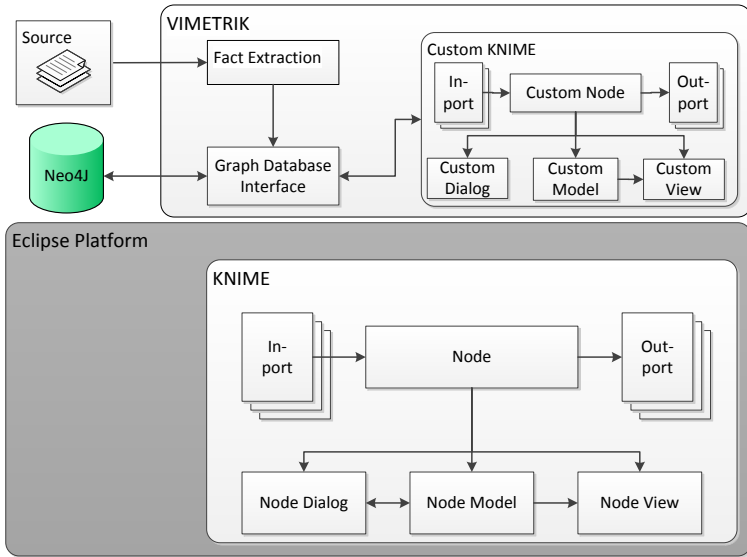 VIMETRIK
Source
Fact Extraction
Custom KNIME
In-
port
Custom Node
Out-
port
Neo4J
Graph Database
Interface
Custom
Dialog
Custom
Model
Custom
View
Eclipse Platform
KNIME
In-
port
Node
Out-
port
Node Dialog
Node Model
Node View